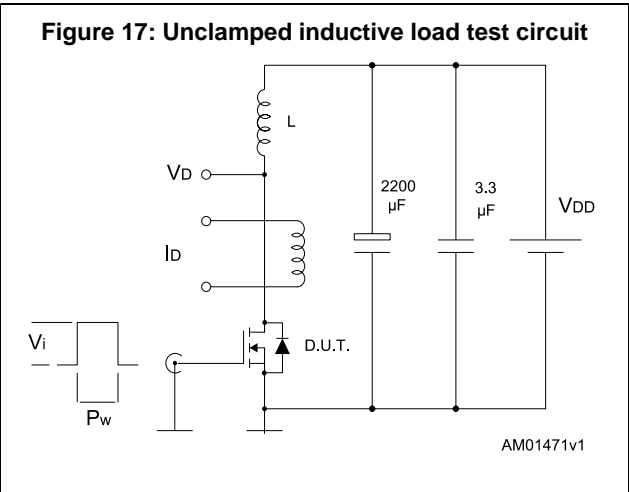 Figure 17: Unclamped inductive load test circuit
L
VD
2200
µF
3.3
µF
VDD
ID
Vi
D.U.T.
Pw
AM01471v1